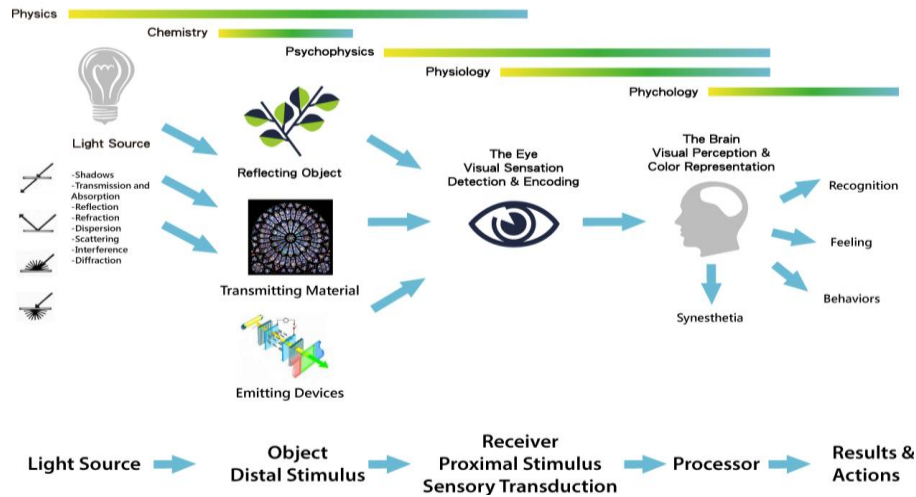 Physics
Chemistry
Psychophysics
Physiology
Phychology
Light Source
-Shadows
-Transmission and
Absorption
-Reflection
-Refraction
-Dispersion
-Scattering
-Interference
-Diffraction
Reflecting Object
Transmitting Material
Emitting Devices
The Eye
Visual Sensation
Detection & Encoding
The Brain
Visual Perception &
Color Representation
Recognition
Feeling
Behaviors
Synesthetia
Light Source
Object
Distal Stimulus
Receiver
Proximal Stimulus
Sensory Transduction
Processor
Results &
Actions